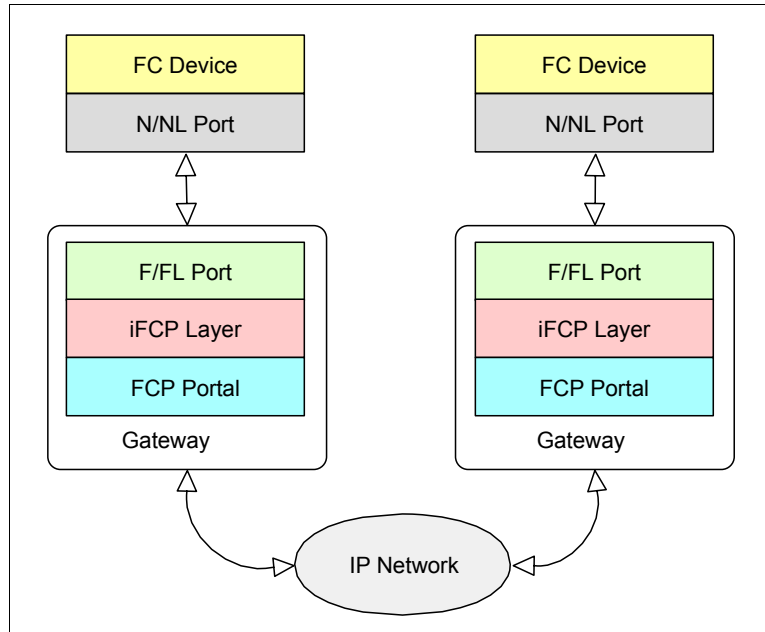 FC Device
N/NL Port
F/FL Port
iFCP Layer
FCP Portal
Gateway
FC Device
N/NL Port
F/FL Port
iFCP Layer
FCP Portal
Gateway
IP Network